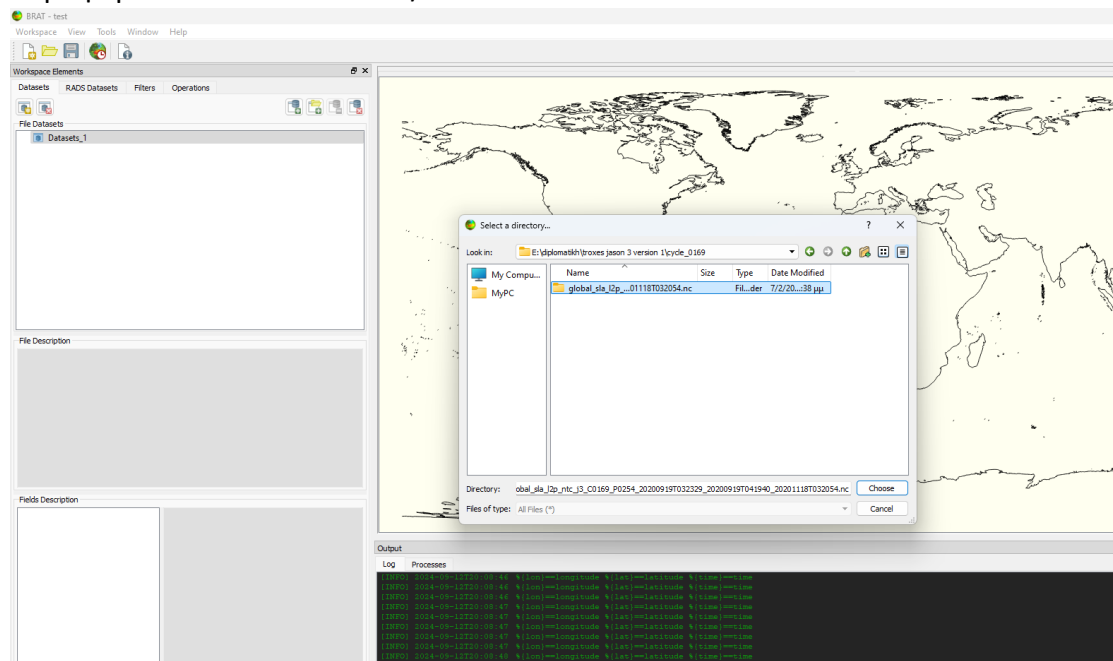 BRAT - test
Workspace View Tools Window Help
Workspace Elements
Datasets RADS Datasets Filters Operations
File Datasets
Datasets_1
Select a directory...
Look in: E:\diplomatikh\troxes jason 3 version 1\cycle_0169
My Compu...
MyPC
Name Size Type Date Modified
global_sla_l2p_...01118T032054.nc Fil...der 7/2/20...:38 μμ
File Description
Directory: obal_sla_l2p_ntc_j3_C0169_P0254_20200919T032329_20200919T041940_20201118T032054.nc Choose
Files of type: All Files (*) Cancel
Fields Description
Output
Log Processes
[INFO] 2024-09-12T20:08:46 %{lon}==longitude %{lat}==latitude %{time}==time
[INFO] 2024-09-12T20:08:46 %{lon}==longitude %{lat}==latitude %{time}==time
[INFO] 2024-09-12T20:08:46 %{lon}==longitude %{lat}==latitude %{time}==time
[INFO] 2024-09-12T20:08:47 %{lon}==longitude %{lat}==latitude %{time}==time
[INFO] 2024-09-12T20:08:47 %{lon}==longitude %{lat}==latitude %{time}==time
[INFO] 2024-09-12T20:08:47 %{lon}==longitude %{lat}==latitude %{time}==time
[INFO] 2024-09-12T20:08:47 %{lon}==longitude %{lat}==latitude %{time}==time
[INFO] 2024-09-12T20:08:48 %{lon}==longitude %{lat}==latitude %{time}==time